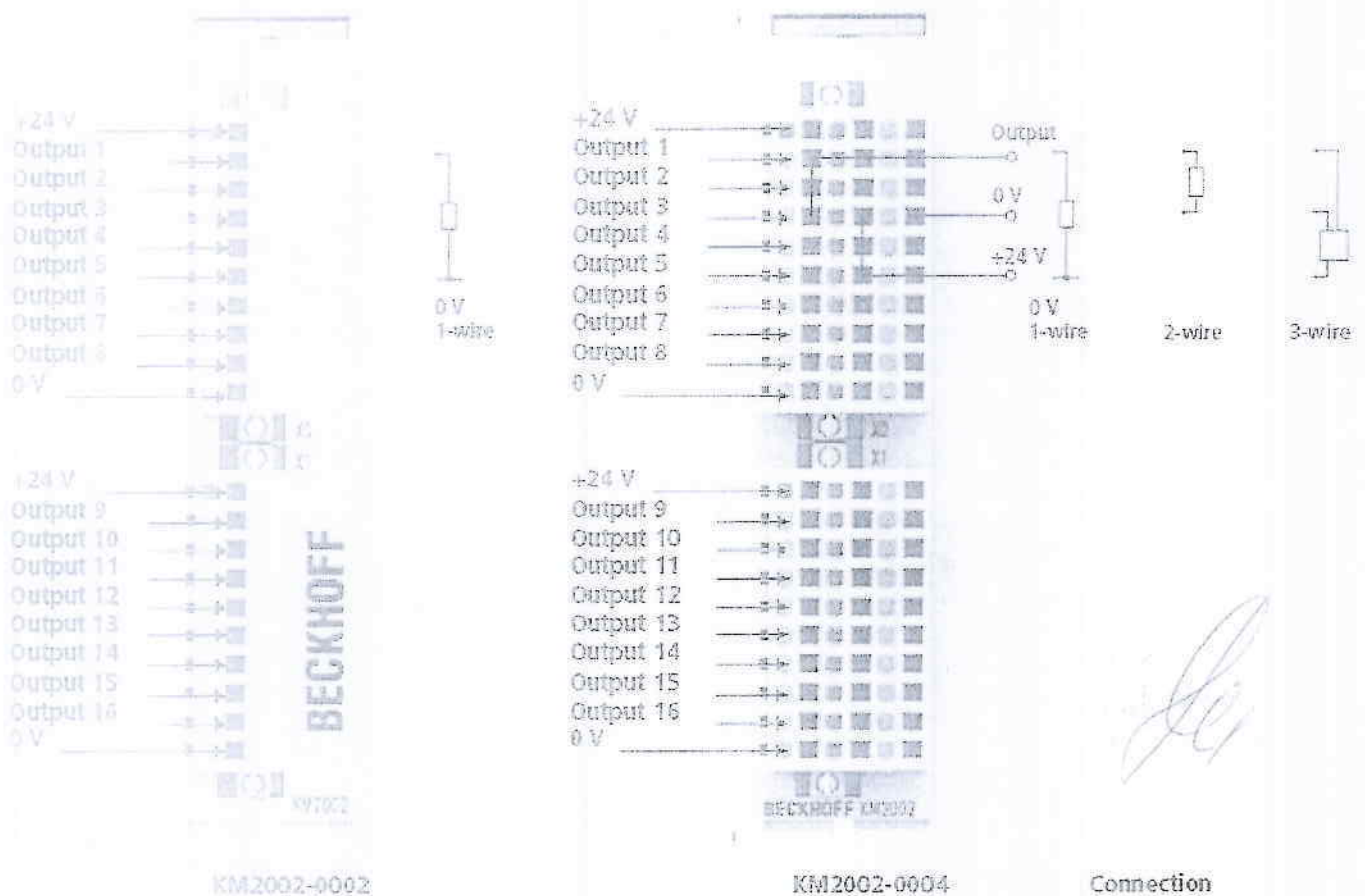 +24 V
Output 1
Output 2
Output 3
Output 4
Output 5
Output 6
Output 7
Output 8
0 V
X2
X1
+24 V
Output 9
Output 10
Output 11
Output 12
Output 13
Output 14
Output 15
Output 16
0 V
BECKHOFF
KM2002
0 V
1-wire
KM2002-0002
+24 V
Output 1
Output 2
Output 3
Output 4
Output 5
Output 6
Output 7
Output 8
0 V
X2
X1
+24 V
Output 9
Output 10
Output 11
Output 12
Output 13
Output 14
Output 15
Output 16
0 V
BECKHOFF KM2002
KM2002-0004
Output
0 V
+24 V
0 V
1-wire
2-wire
3-wire
Connection